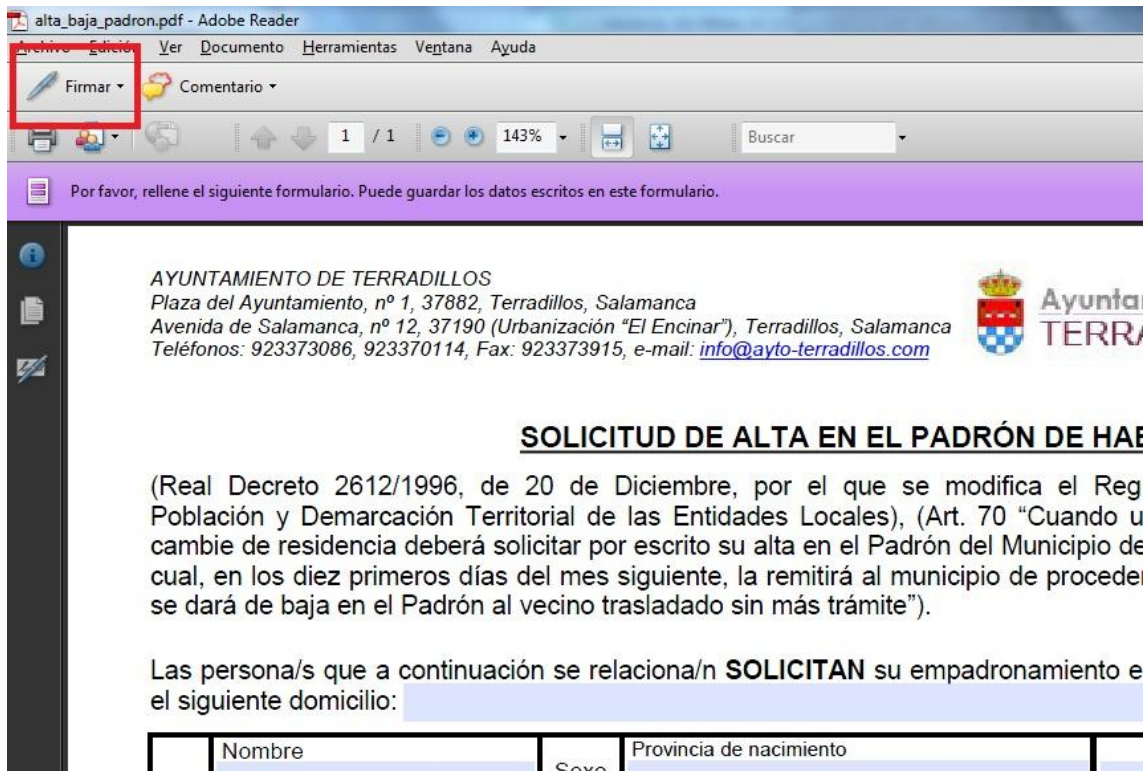 alta_baja_padron.pdf - Adobe Reader
Archivo Edición Ver Documento Herramientas Ventana Ayuda
Firmar Comentario
1 / 1 143% Buscar
Por favor, rellene el siguiente formulario. Puede guardar los datos escritos en este formulario.
AYUNTAMIENTO DE TERRADILLOS
Plaza del Ayuntamiento, nº 1, 37882, Terradillos, Salamanca
Avenida de Salamanca, nº 12, 37190 (Urbanización “El Encinar”), Terradillos, Salamanca
Teléfonos: 923373086, 923370114, Fax: 923373915, e-mail: info@ayto-terradillos.com
Ayunta
TERRA
SOLICITUD DE ALTA EN EL PADRÓN DE HAB
(Real Decreto 2612/1996, de 20 de Diciembre, por el que se modifica el Reg
Población y Demarcación Territorial de las Entidades Locales), (Art. 70 “Cuando u
cambie de residencia deberá solicitar por escrito su alta en el Padrón del Municipio de
cual, en los diez primeros días del mes siguiente, la remitirá al municipio de proceder
se dará de baja en el Padrón al vecino trasladado sin más trámite”).
Las persona/s que a continuación se relaciona/n SOLICITAN su empadronamiento e
el siguiente domicilio:
Nombre Sexo Provincia de nacimiento